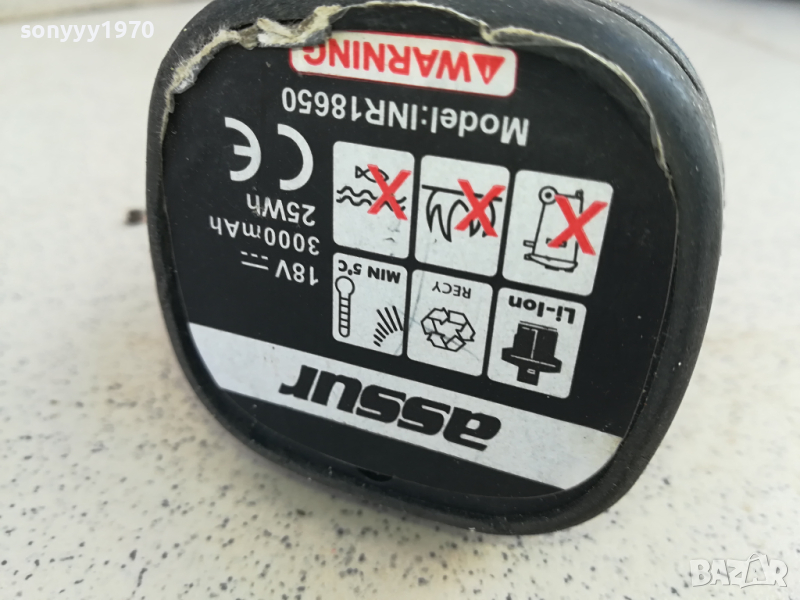 sonyyy1970
assur
Li-Ion
RECY
MIN 5°C
18V
3000mAh
25Wh
CE
Model:INR18650
WARNING
BAZAR